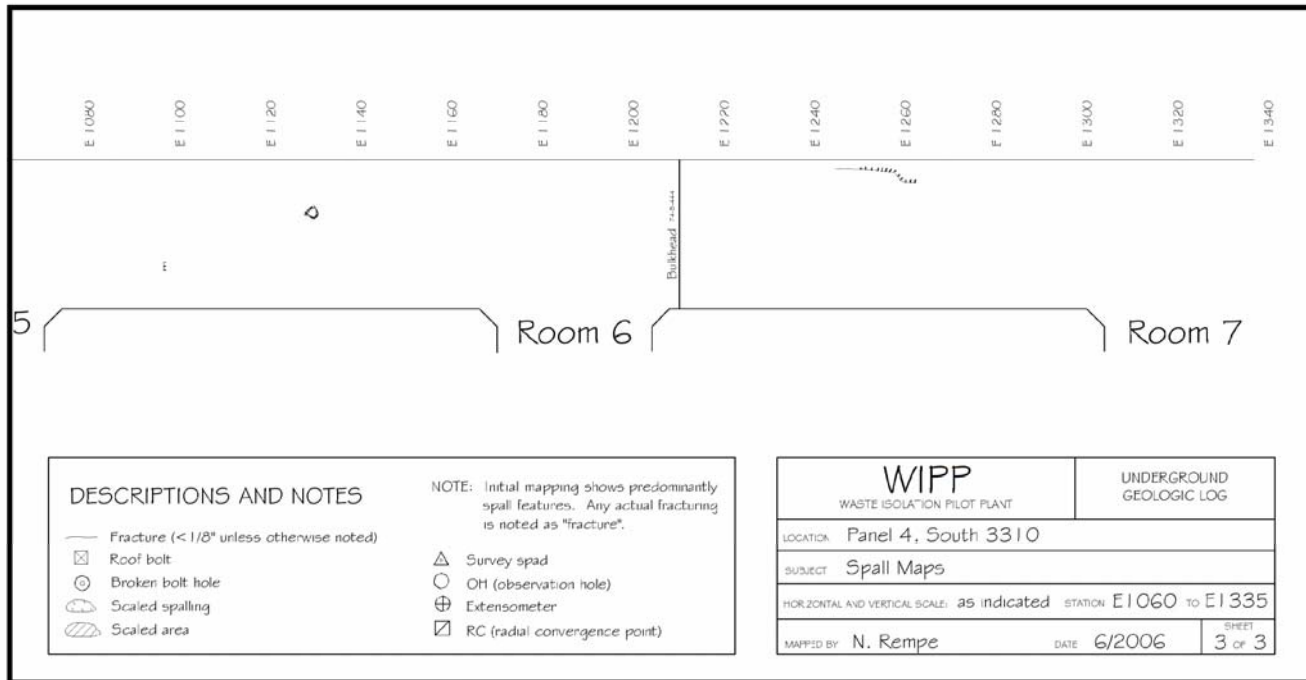 E 1080
E 1100
E 1120
E 1140
E 1160
E 1180
E 1200
E 1220
E 1240
E 1260
E 1280
E 1300
E 1320
E 1340
Bulkhead
5
Room 6
Room 7
DESCRIPTIONS AND NOTES
Fracture (<1/8" unless otherwise noted)
Roof bolt
Broken bolt hole
Scaled spalling
Scaled area
NOTE: Initial mapping shows predominantly
spall features. Any actual fracturing
is noted as "fracture".
Survey spad
OH (observation hole)
Extensometer
RC (radial convergence point)
WIPP
WASTE ISOLATION PILOT PLANT
UNDERGROUND
GEOLOGIC LOG
LOCATION Panel 4, South 3310
SUBJECT Spall Maps
HORIZONTAL AND VERTICAL SCALE: as indicated STATION E1060 TO E1335
MAPPED BY N. Rempe DATE 6/2006
SHEET
3 OF 3